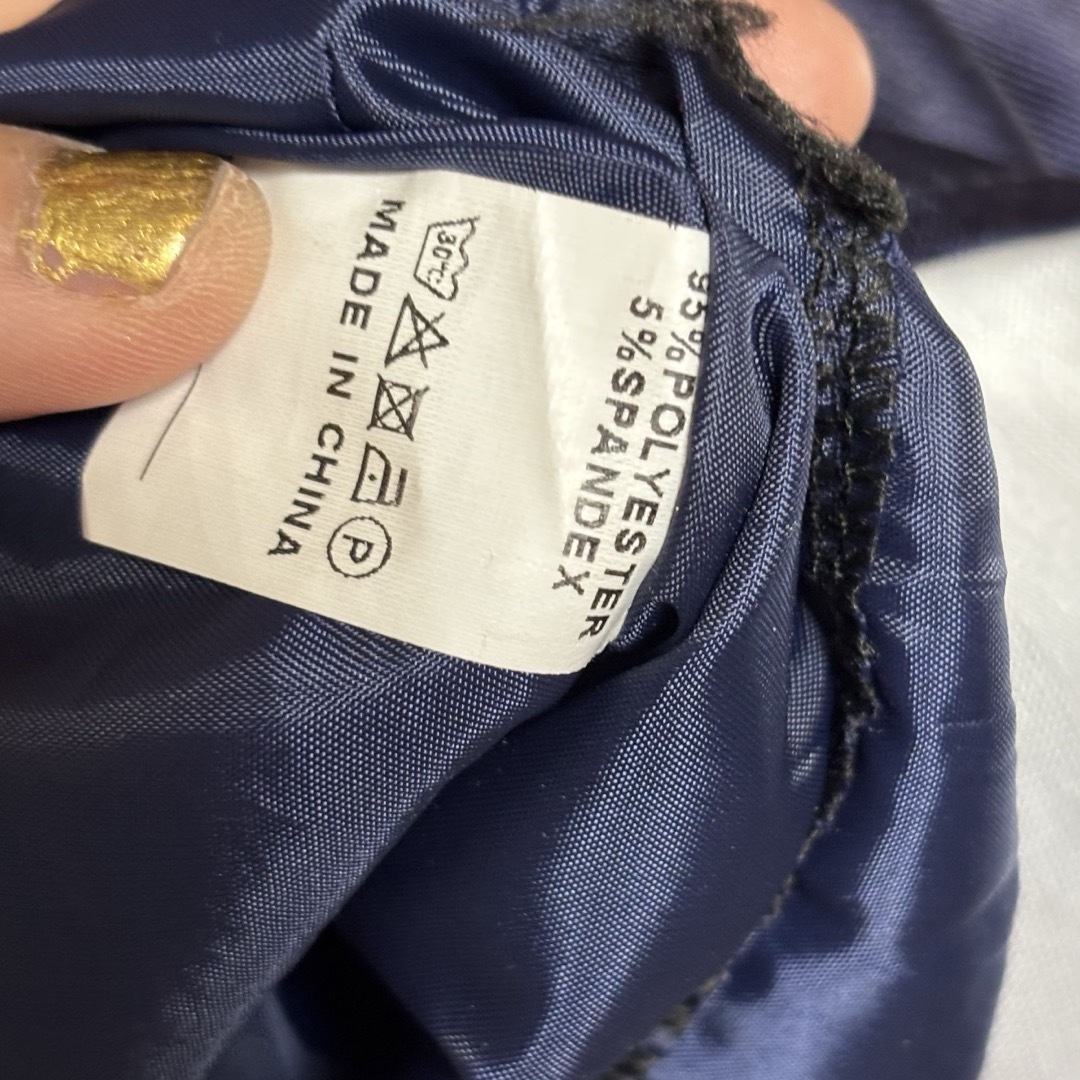 95%POLYESTER
5%SPANDEX
30℃
P
MADE IN CHINA